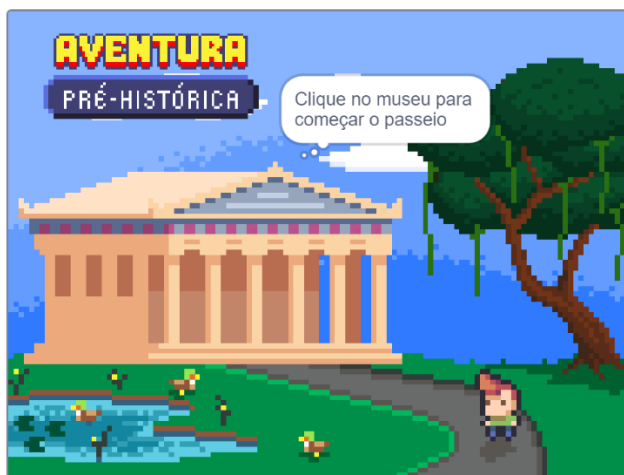 AVENTURA
PRÉ-HISTÓRICA
Clique no museu para
começar o passeio